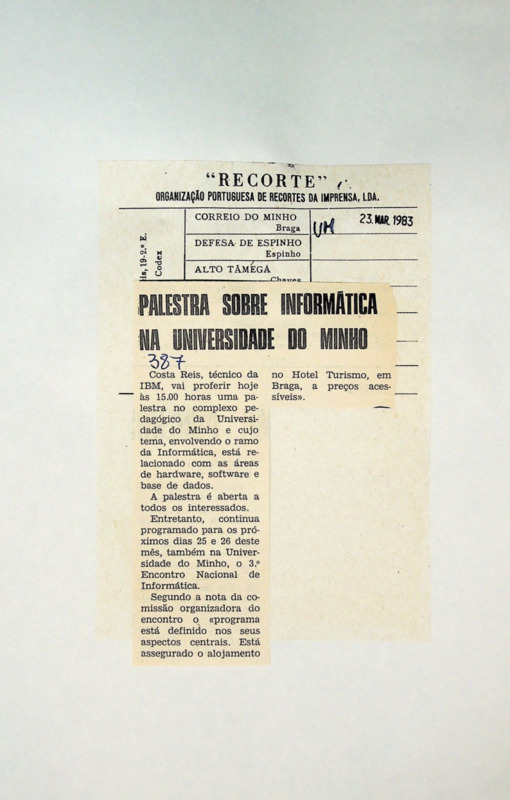 "RECORTE"
ORGANIZAÇÃO PORTUGUESA DE RECORTES DA IMPRENSA, LDA.
CORREIO DO MINHO
Braga
DEFESA DE ESPINHO
Espinho
ALTO TÂMEGA
Chaves
UM
23. MAR. 1983
19-2.º E.
Codex
PALESTRA SOBRE INFORMÁTICA
NA UNIVERSIDADE DO MINHO
387
Costa Reis, técnico da
IBM, vai proferir hoje
às 15.00 horas uma pa-
lestra no complexo pe-
dagógico da Universi-
dade do Minho e cujo
tema, envolvendo o ramo
da Informática, está re-
lacionado com as áreas
de hardware, software e
base de dados.
A palestra é aberta a
todos os interessados.
Entretanto, continua
programado para os pró-
ximos dias 25 e 26 deste
mês, também na Univer-
sidade do Minho, o 3.º
Encontro Nacional de
Informática.
Segundo a nota da co-
missão organizadora do
encontro o «programa
está definido nos seus
aspectos centrais. Está
assegurado o alojamento
no Hotel Turismo, em
Braga, a preços aces-
síveis».